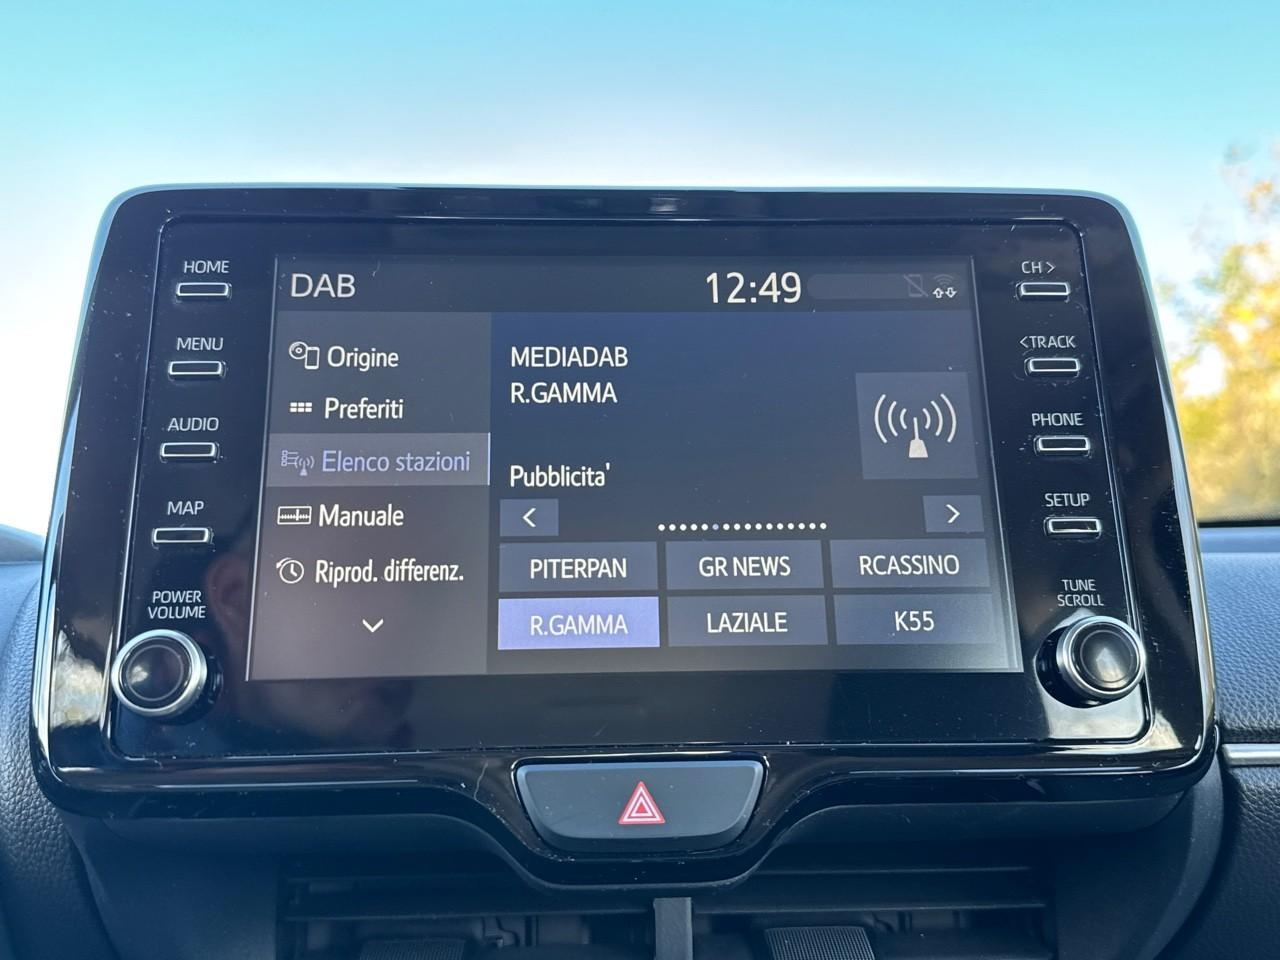 HOME
MENU
AUDIO
MAP
POWER
VOLUME
DAB
12:49
Origine
Preferiti
Elenco stazioni
Manuale
Riprod. differenz.
MEDIADAB
R.GAMMA
Pubblicita'
PITERPAN
GR NEWS
RCASSINO
R.GAMMA
LAZIALE
K55
CH >
<TRACK
PHONE
SETUP
TUNE
SCROLL